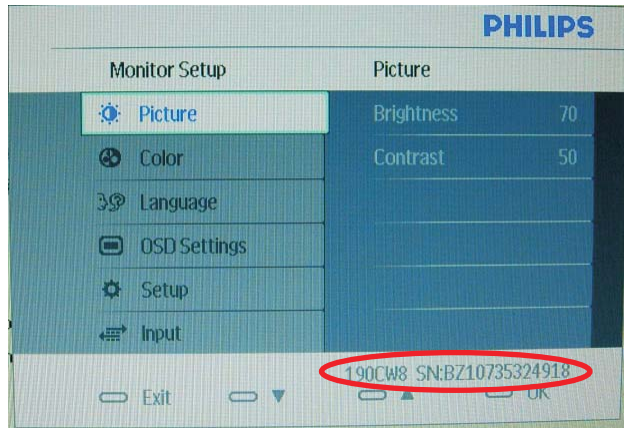 PHILIPS
Monitor Setup Picture
Picture Brightness 70
Color Contrast 50
Language
OSD Settings
Setup
Input
190CW8 SN:BZ10735324918
Exit ▼ ▲ OK